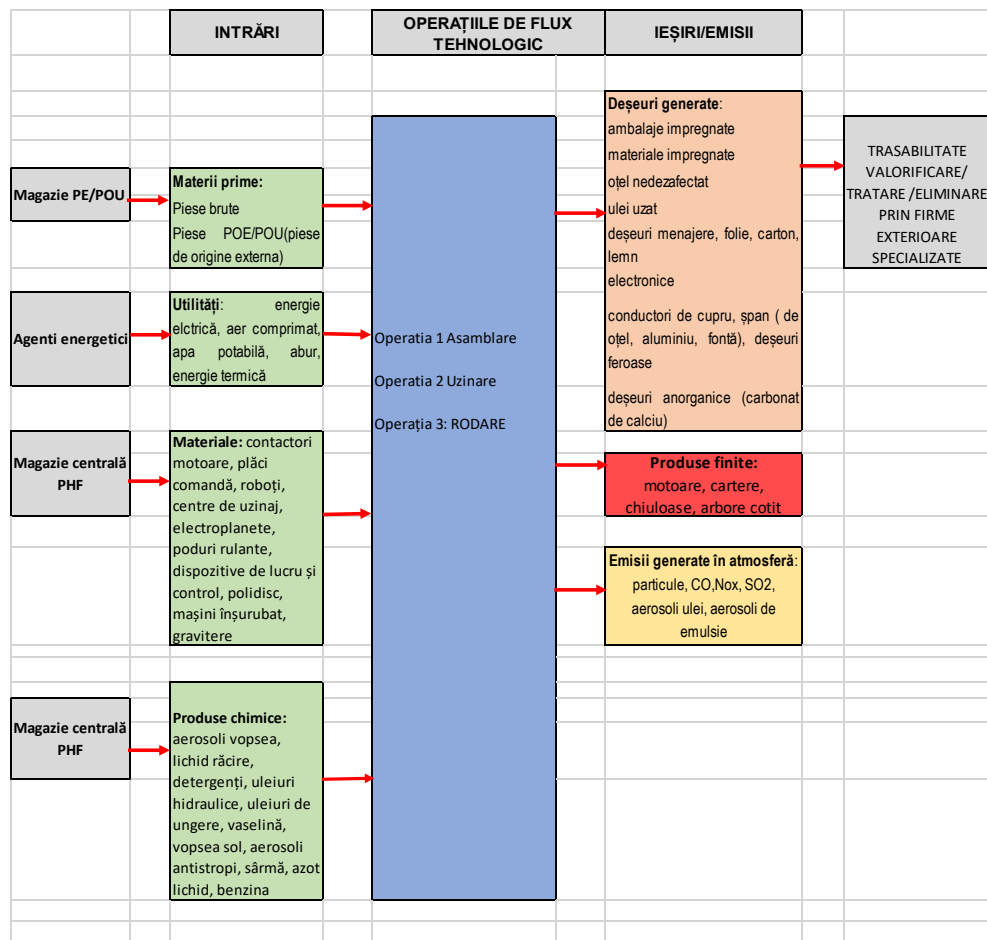 INTRĂRI
OPERAȚIILE DE FLUX
TEHNOLOGIC
IEȘIRI/EMISII
Magazie PE/POU
Materii prime:
Piese brute
Piese POE/POU(piese
de origine externa)
Agenti energetici
Utilități: energie
elctrică, aer comprimat,
apa potabilă, abur,
energie termică
Magazie centrală
PHF
Materiale: contactori
motoare, plăci
comandă, roboți,
centre de uzinaj,
electroplanete,
poduri rulante,
dispozitive de lucru și
control, polidisc,
mașini înșurubat,
gravitere
Magazie centrală
PHF
Produse chimice:
aerosoli vopsea,
lichid răcire,
detergenți, uleiuri
hidraulice, uleiuri de
ungere, vaselină,
vopsea sol, aerosoli
antistropi, sârmă, azot
lichid, benzina
Operatia 1 Asamblare
Operatia 2 Uzinare
Operația 3: RODARE
Deșeuri generate:
ambalaje impregnate
materiale impregnate
oțel nedezafectat
ulei uzat
deșeuri menajere, folie, carton,
lemn
electronice
conductori de cupru, șpan ( de
oțel, aluminiu, fontă), deșeuri
feroase
deșeuri anorganice (carbonat
de calciu)
Produse finite:
motoare, cartere,
chiuloase, arbore cotit
Emisii generate în atmosferă:
particule, CO,Nox, SO2,
aerosoli ulei, aerosoli de
emulsie
TRASABILITATE
VALORIFICARE/
TRATARE /ELIMINARE
PRIN FIRME
EXTERIOARE
SPECIALIZATE